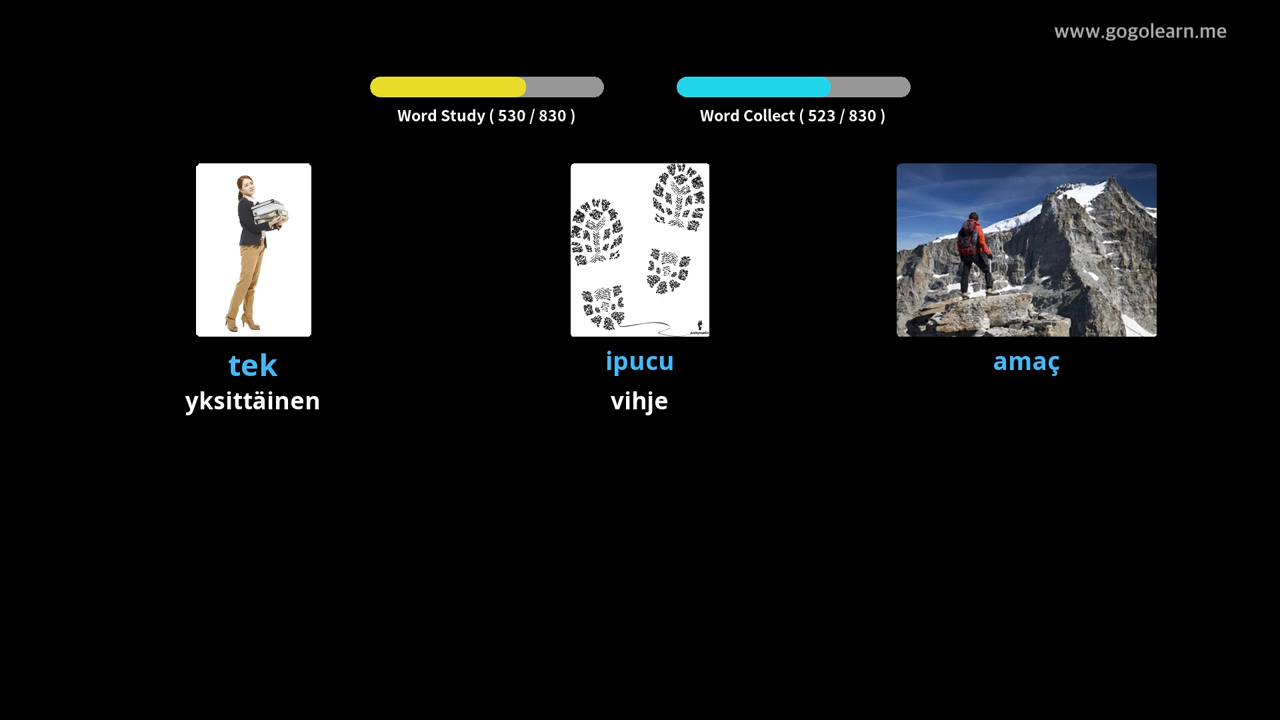 www.gogolearn.me
Word Study ( 530 / 830 )
Word Collect ( 523 / 830 )
tek
ipucu
amaç
yksittäinen
vihje